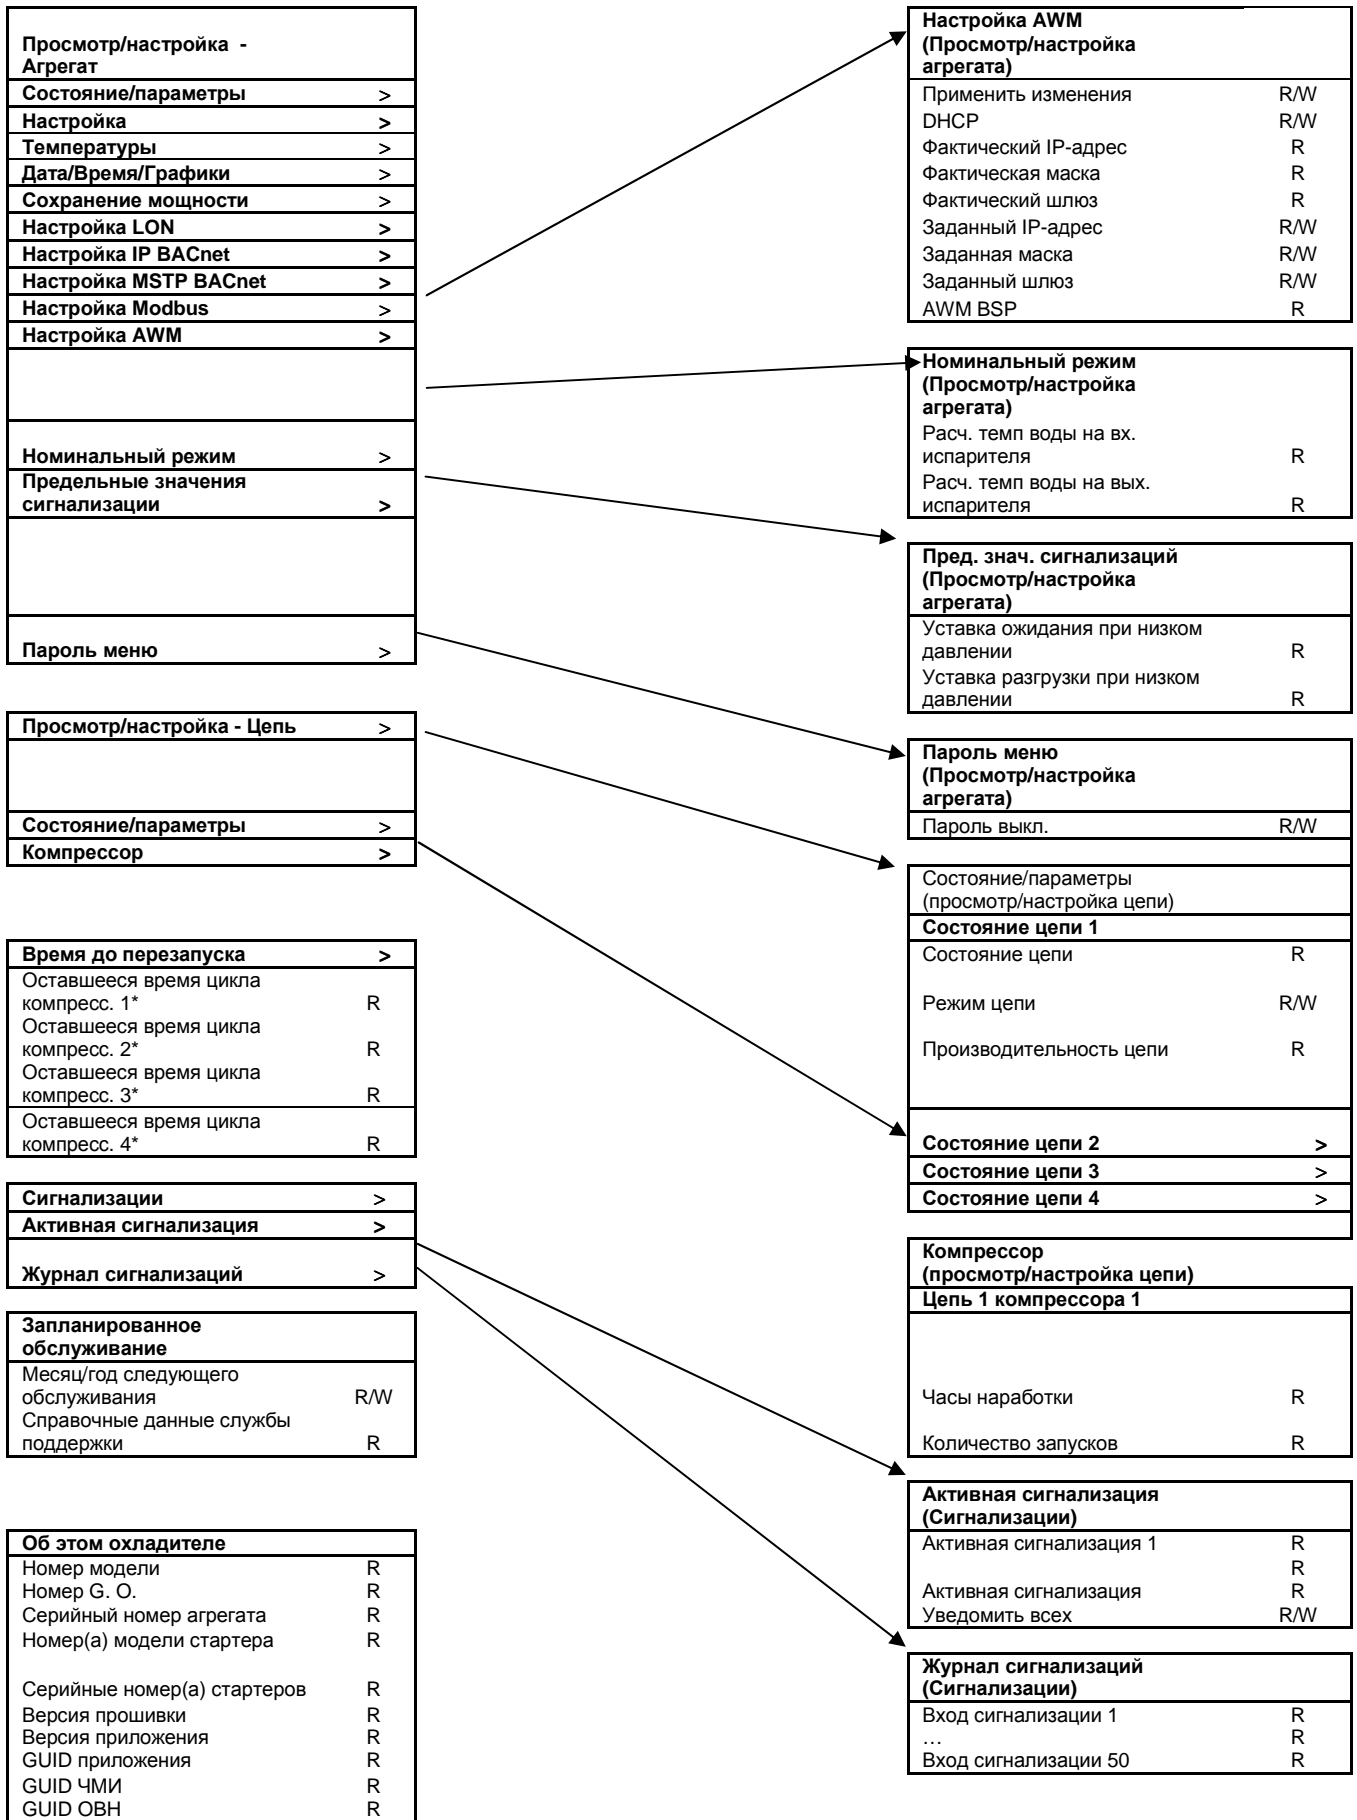 Просмотр/настройка -
Агрегат
Состояние/параметры >
Настройка >
Температуры >
Дата/Время/Графики >
Сохранение мощности >
Настройка LON >
Настройка IP BACnet >
Настройка MSTP BACnet >
Настройка Modbus >
Настройка AWM >
Номинальный режим >
Предельные значения
сигнализации >
Пароль меню >
Просмотр/настройка - Цепь >
Состояние/параметры >
Компрессор >
Время до перезапуска >
Оставшееся время цикла
компресс. 1* R
Оставшееся время цикла
компресс. 2* R
Оставшееся время цикла
компресс. 3* R
Оставшееся время цикла
компресс. 4* R
Сигнализации >
Активная сигнализация >
Журнал сигнализаций >
Запланированное
обслуживание
Месяц/год следующего
обслуживания R/W
Справочные данные службы
поддержки R
Об этом охладителе
Номер модели R
Номер G. O. R
Серийный номер агрегата R
Номер(а) модели стартера R
Серийные номер(а) стартеров R
Версия прошивки R
Версия приложения R
GUID приложения R
GUID ЧМИ R
GUID OBH R
Настройка AWM
(Просмотр/настройка
агрегата)
Применить изменения R/W
DHCP R/W
Фактический IP-адрес R
Фактическая маска R
Фактический шлюз R
Заданный IP-адрес R/W
Заданная маска R/W
Заданный шлюз R/W
AWM BSP R
Номинальный режим
(Просмотр/настройка
агрегата)
Расч. темп воды на вх.
испарителя R
Расч. темп воды на вых.
испарителя R
Пред. знач. сигнализаций
(Просмотр/настройка
агрегата)
Уставка ожидания при низком
давлении R
Уставка разгрузки при низком
давлении R
Пароль меню
(Просмотр/настройка
агрегата)
Пароль выкл. R/W
Состояние/параметры
(просмотр/настройка цепи)
Состояние цепи 1
Состояние цепи R
Режим цепи R/W
Производительность цепи R
Состояние цепи 2 >
Состояние цепи 3 >
Состояние цепи 4 >
Компрессор
(просмотр/настройка цепи)
Цепь 1 компрессора 1
Часы наработки R
Количество запусков R
Активная сигнализация
(Сигнализации)
Активная сигнализация 1 R
R
Активная сигнализация R
Уведомить всех R/W
Журнал сигнализаций
(Сигнализации)
Вход сигнализации 1 R
… R
Вход сигнализации 50 R